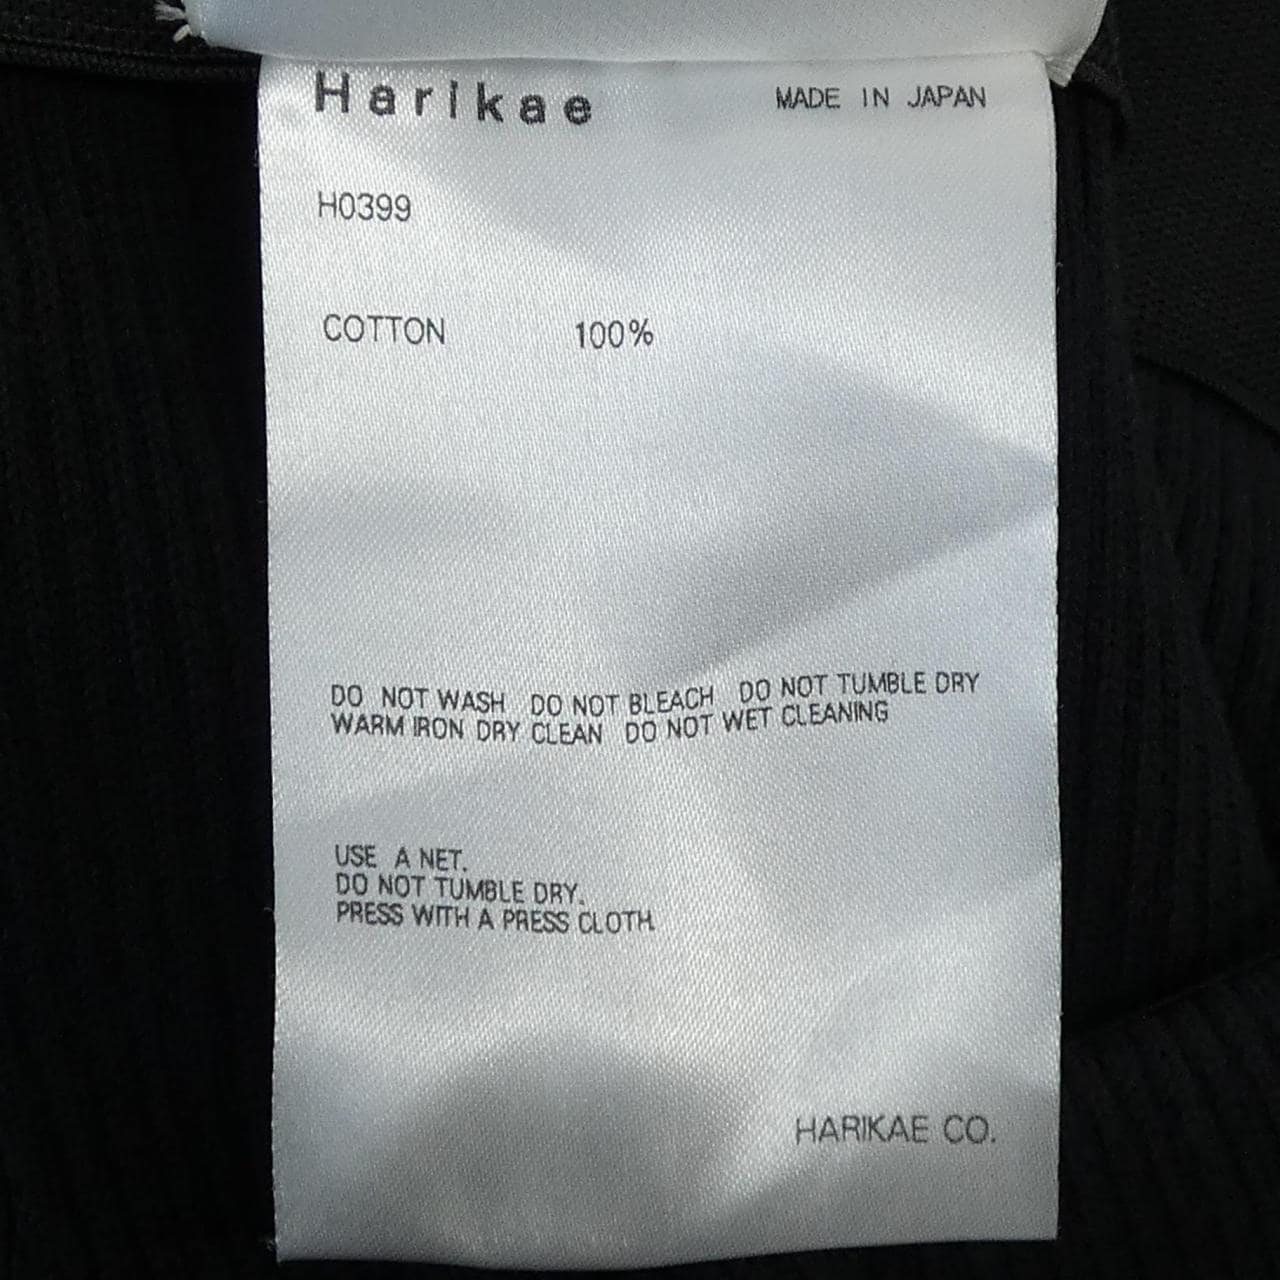 Harikae MADE IN JAPAN
H0399
COTTON 100%
DO NOT WASH DO NOT BLEACH DO NOT TUMBLE DRY
WARM IRON DRY CLEAN DO NOT WET CLEANING
USE A NET.
DO NOT TUMBLE DRY.
PRESS WITH A PRESS CLOTH.
HARIKAE CO.